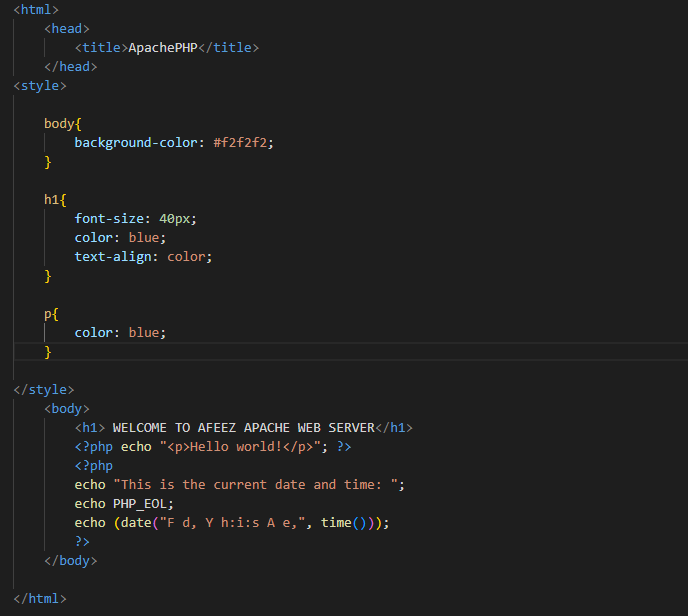 <html>
<head>
<title>ApachePHP</title>
</head>
<style>
body{
background-color: #f2f2f2;
}
h1{
font-size: 40px;
color: blue;
text-align: color;
}
p{
color: blue;
}
</style>
<body>
<h1> WELCOME TO AFEEZ APACHE WEB SERVER</h1>
<?php echo "<p>Hello world!</p>"; ?>
<?php
echo "This is the current date and time: ";
echo PHP_EOL;
echo (date("F d, Y h:i:s A e,", time()));
?>
</body>
</html>